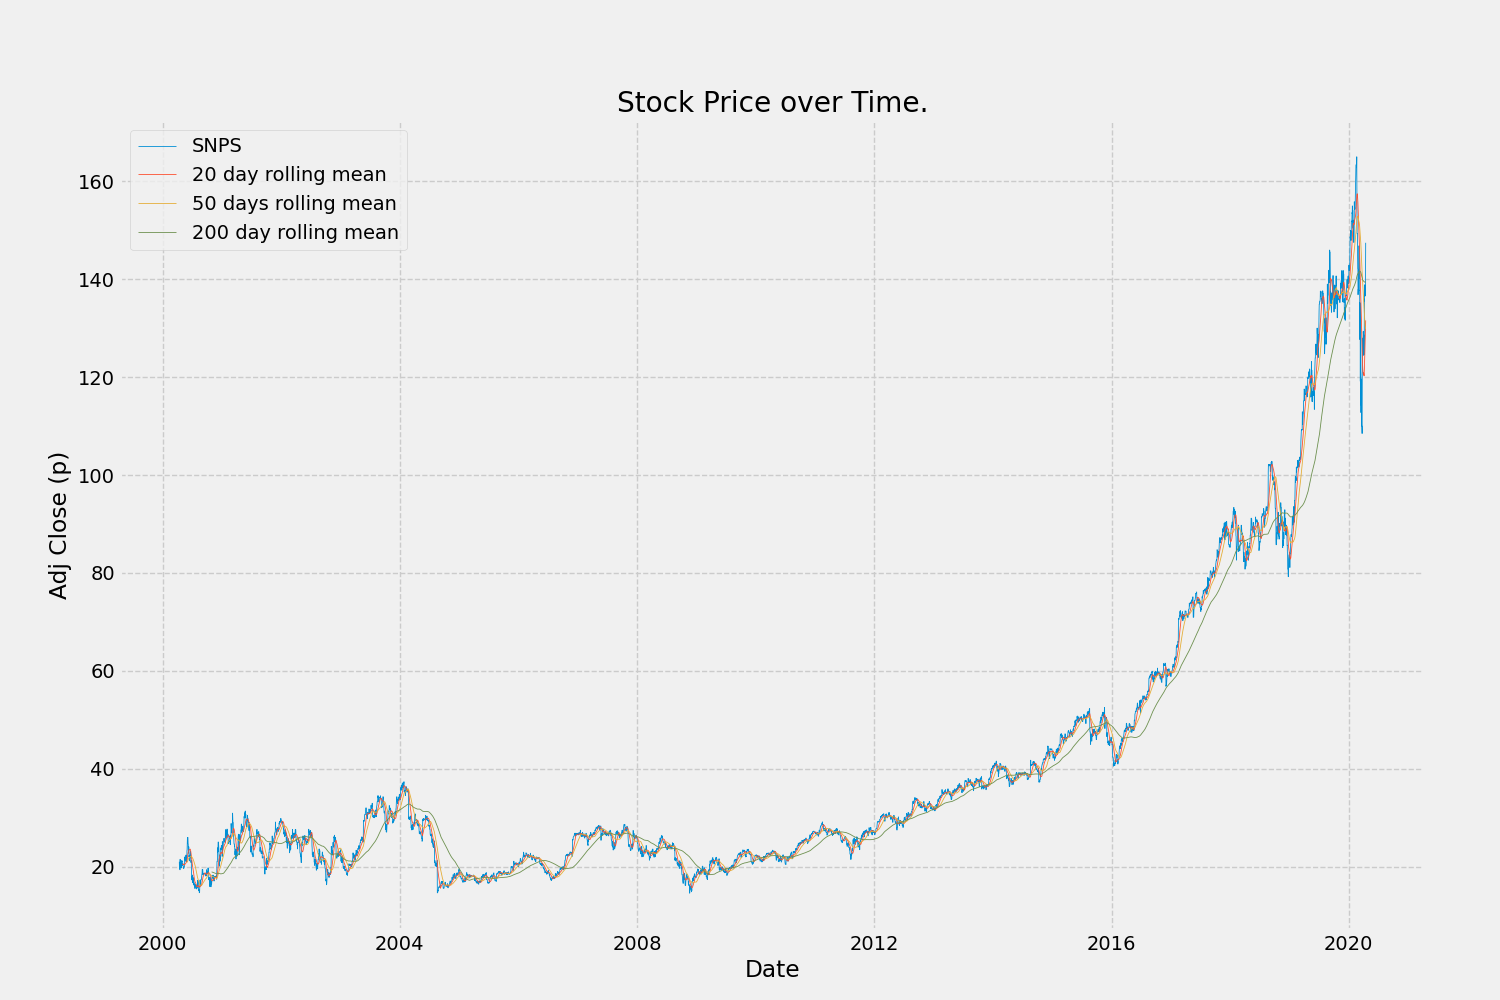 Stock Price over Time.
SNPS
20 day rolling mean
50 days rolling mean
200 day rolling mean
160
140
120
100
80
60
40
20
Adj Close (p)
2000 2004 2008 2012 2016 2020
Date